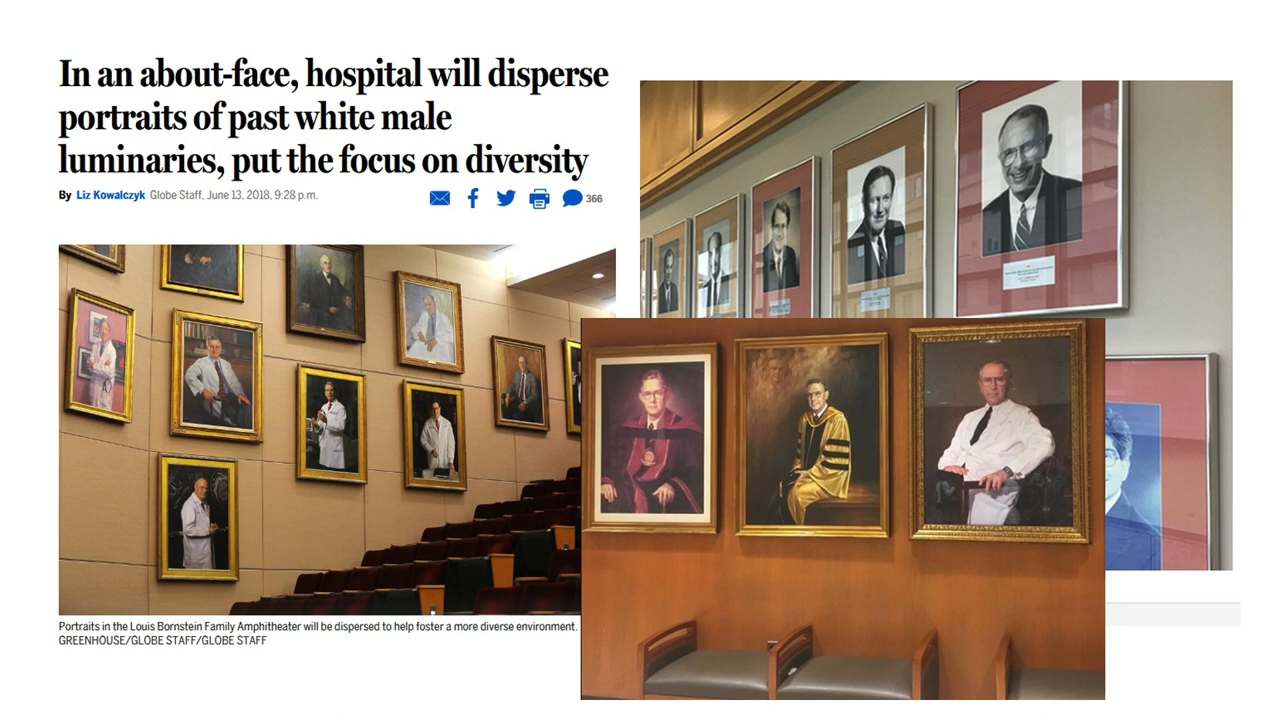 In an about-face, hospital will disperse
portraits of past white male
luminaries, put the focus on diversity
By Liz Kowalczyk Globe Staff, June 13, 2018, 9:28 p.m.
366
Portraits in the Louis Bornstein Family Amphitheater will be dispersed to help foster a more diverse environment.
GREENHOUSE/GLOBE STAFF/GLOBE STAFF